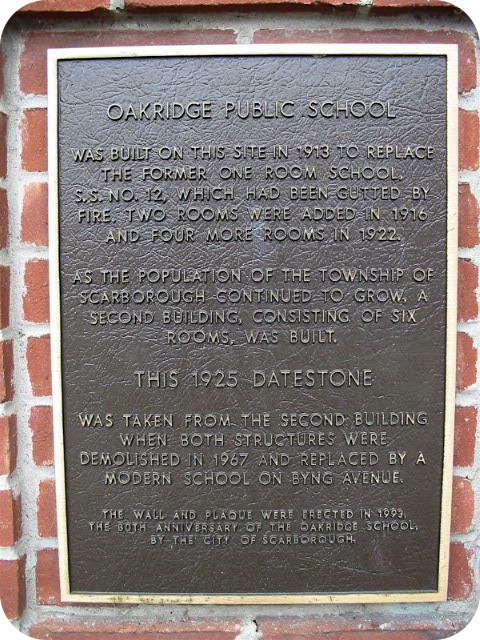 OAKRIDGE PUBLIC SCHOOL
WAS BUILT ON THIS SITE IN 1913 TO REPLACE
THE FORMER ONE ROOM SCHOOL,
S.S. NO. 12, WHICH HAD BEEN GUTTED BY
FIRE. TWO ROOMS WERE ADDED IN 1916
AND FOUR MORE ROOMS IN 1922.
AS THE POPULATION OF THE TOWNSHIP OF
SCARBOROUGH CONTINUED TO GROW, A
SECOND BUILDING, CONSISTING OF SIX
ROOMS, WAS BUILT.
THIS 1925 DATESTONE
WAS TAKEN FROM THE SECOND BUILDING
WHEN BOTH STRUCTURES WERE
DEMOLISHED IN 1967 AND REPLACED BY A
MODERN SCHOOL ON BYNG AVENUE.
THE WALL AND PLAQUE WERE ERECTED IN 1993,
THE 80TH ANNIVERSARY OF THE OAKRIDGE SCHOOL,
BY THE CITY OF SCARBOROUGH.